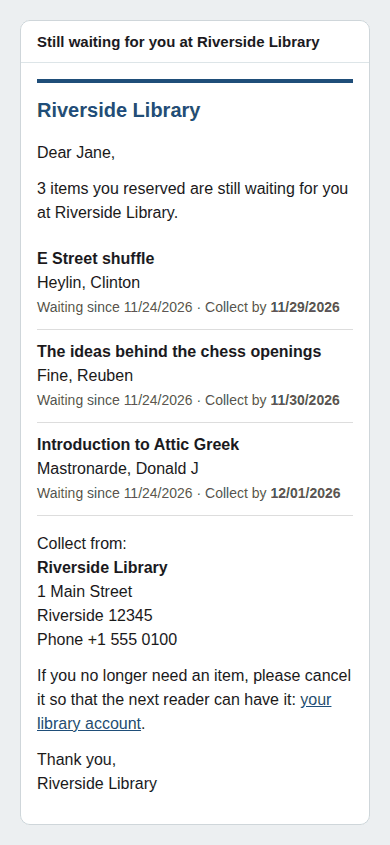 Still waiting for you at Riverside Library
Riverside Library
Dear Jane,
3 items you reserved are still waiting for you
at Riverside Library.
E Street shuffle
Heylin, Clinton
Waiting since 11/24/2026 · Collect by 11/29/2026
The ideas behind the chess openings
Fine, Reuben
Waiting since 11/24/2026 · Collect by 11/30/2026
Introduction to Attic Greek
Mastronarde, Donald J
Waiting since 11/24/2026 · Collect by 12/01/2026
Collect from:
Riverside Library
1 Main Street
Riverside 12345
Phone +1 555 0100
If you no longer need an item, please cancel
it so that the next reader can have it: your
library account.
Thank you,
Riverside Library